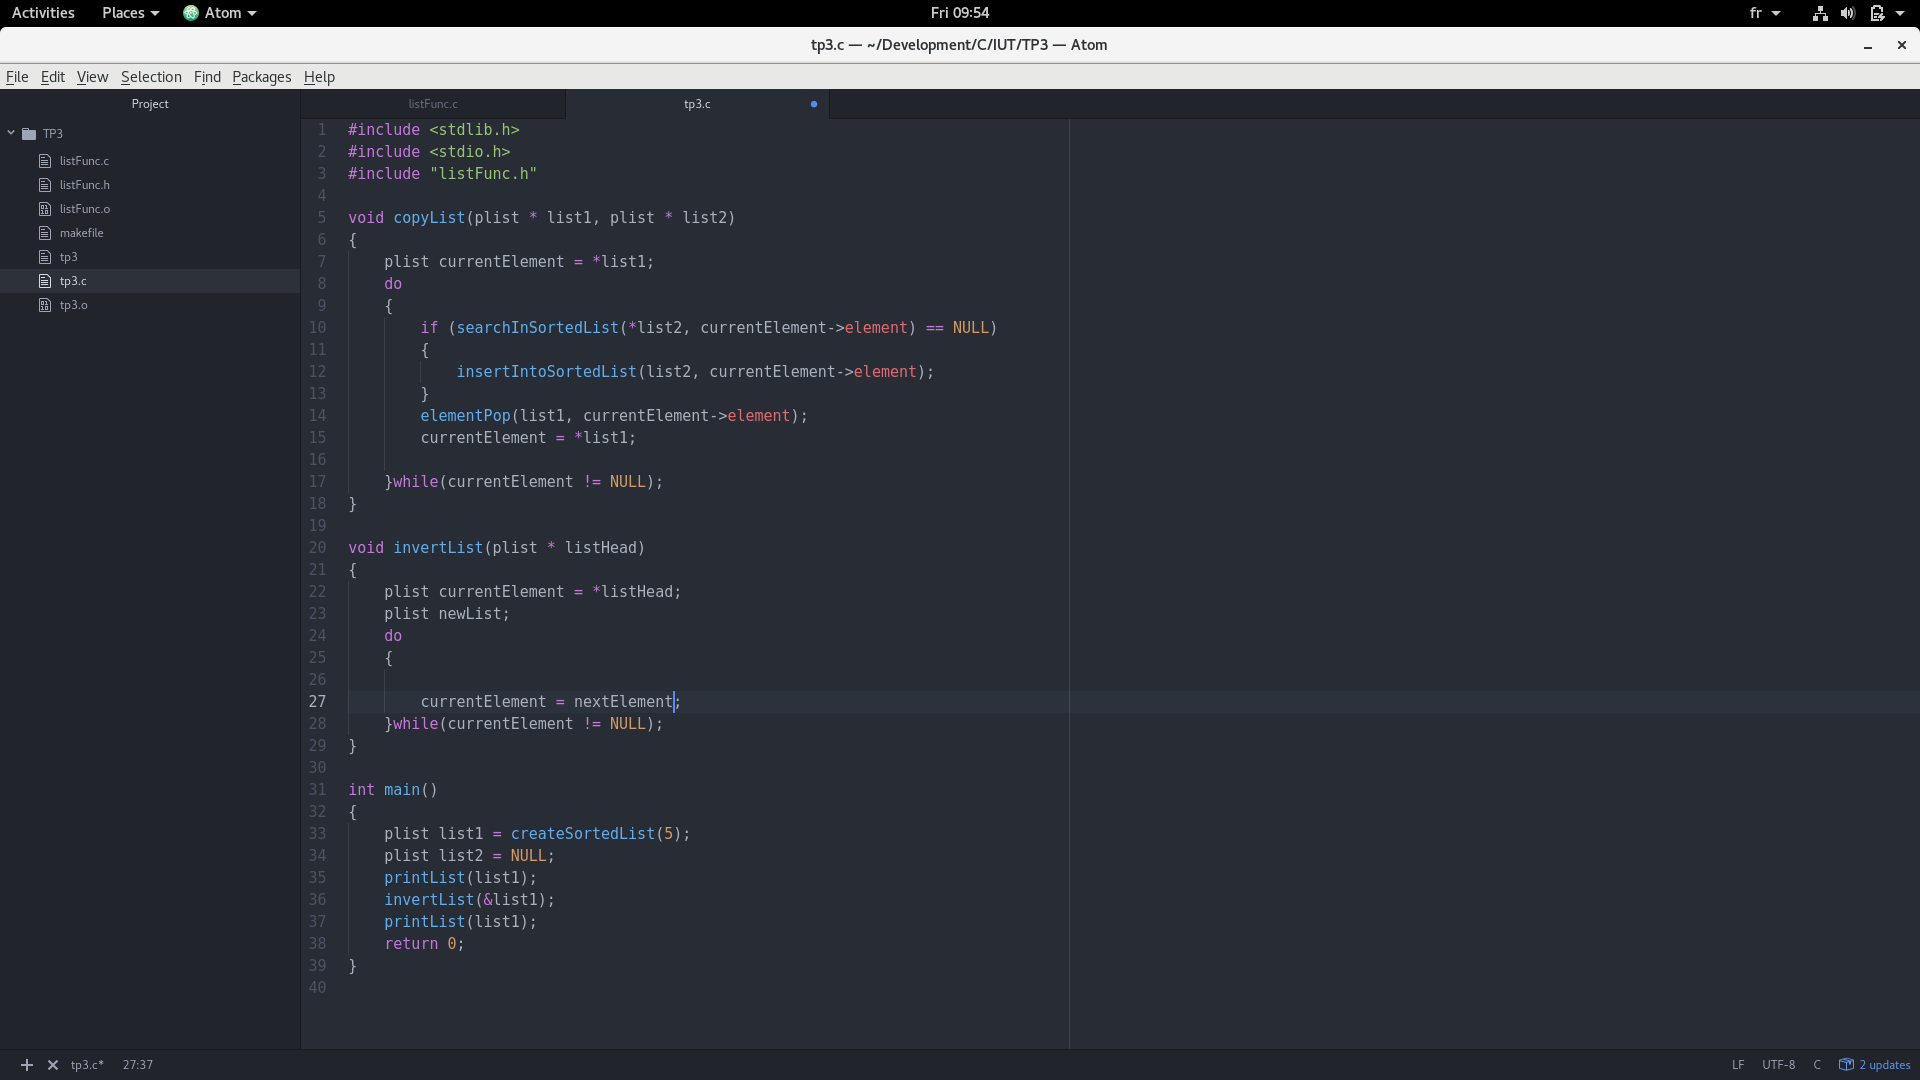 Activities Places Atom Fri 09:54 fr
tp3.c — ~/Development/C/IUT/TP3 — Atom
File Edit View Selection Find Packages Help
Project
TP3
listFunc.c
listFunc.h
listFunc.o
makefile
tp3
tp3.c
tp3.o
listFunc.c tp3.c
1 #include <stdlib.h>
2 #include <stdio.h>
3 #include "listFunc.h"
4
5 void copyList(plist * list1, plist * list2)
6 {
7     plist currentElement = *list1;
8     do
9     {
10         if (searchInSortedList(*list2, currentElement->element) == NULL)
11         {
12             insertIntoSortedList(list2, currentElement->element);
13         }
14         elementPop(list1, currentElement->element);
15         currentElement = *list1;
16
17     }while(currentElement != NULL);
18 }
19
20 void invertList(plist * listHead)
21 {
22     plist currentElement = *listHead;
23     plist newList;
24     do
25     {
26
27         currentElement = nextElement;
28     }while(currentElement != NULL);
29 }
30
31 int main()
32 {
33     plist list1 = createSortedList(5);
34     plist list2 = NULL;
35     printList(list1);
36     invertList(&list1);
37     printList(list1);
38     return 0;
39 }
40
tp3.c* 27:37 LF UTF-8 C 2 updates